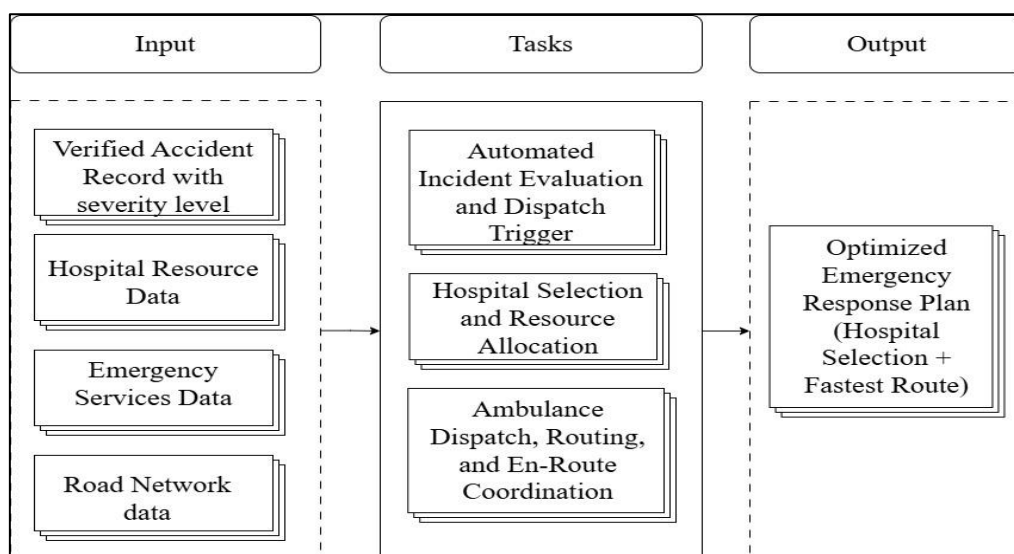 Input
Tasks
Output
Verified Accident
Record with
severity level
Hospital Resource
Data
Emergency
Services Data
Road Network
data
Automated
Incident Evaluation
and Dispatch
Trigger
Hospital Selection
and Resource
Allocation
Ambulance
Dispatch, Routing,
and En-Route
Coordination
Optimized
Emergency
Response Plan
(Hospital
Selection +
Fastest Route)